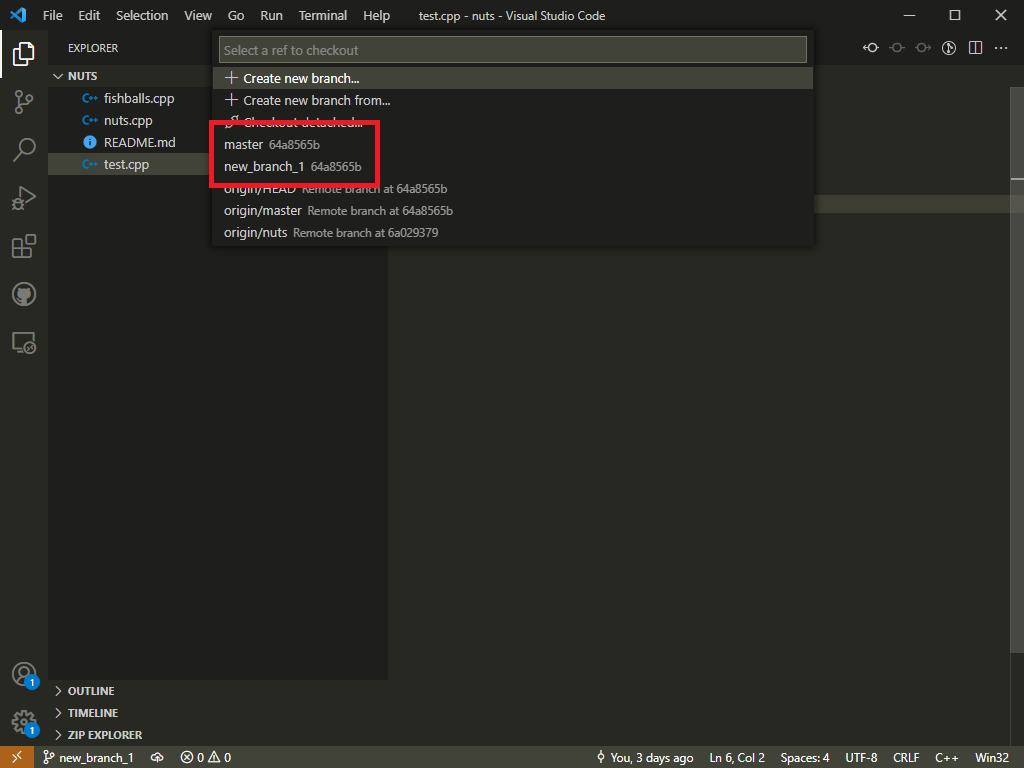 File Edit Selection View Go Run Terminal Help test.cpp - nuts - Visual Studio Code
EXPLORER
Select a ref to checkout
NUTS
Create new branch...
fishballs.cpp
Create new branch from...
nuts.cpp
Checkout detached...
README.md
master 64a8565b
test.cpp
new_branch_1 64a8565b
origin/HEAD Remote branch at 64a8565b
origin/master Remote branch at 64a8565b
origin/nuts Remote branch at 6a029379
1
OUTLINE
TIMELINE
1
ZIP EXPLORER
new_branch_1 0 0 You, 3 days ago Ln 6, Col 2 Spaces: 4 UTF-8 CRLF C++ Win32